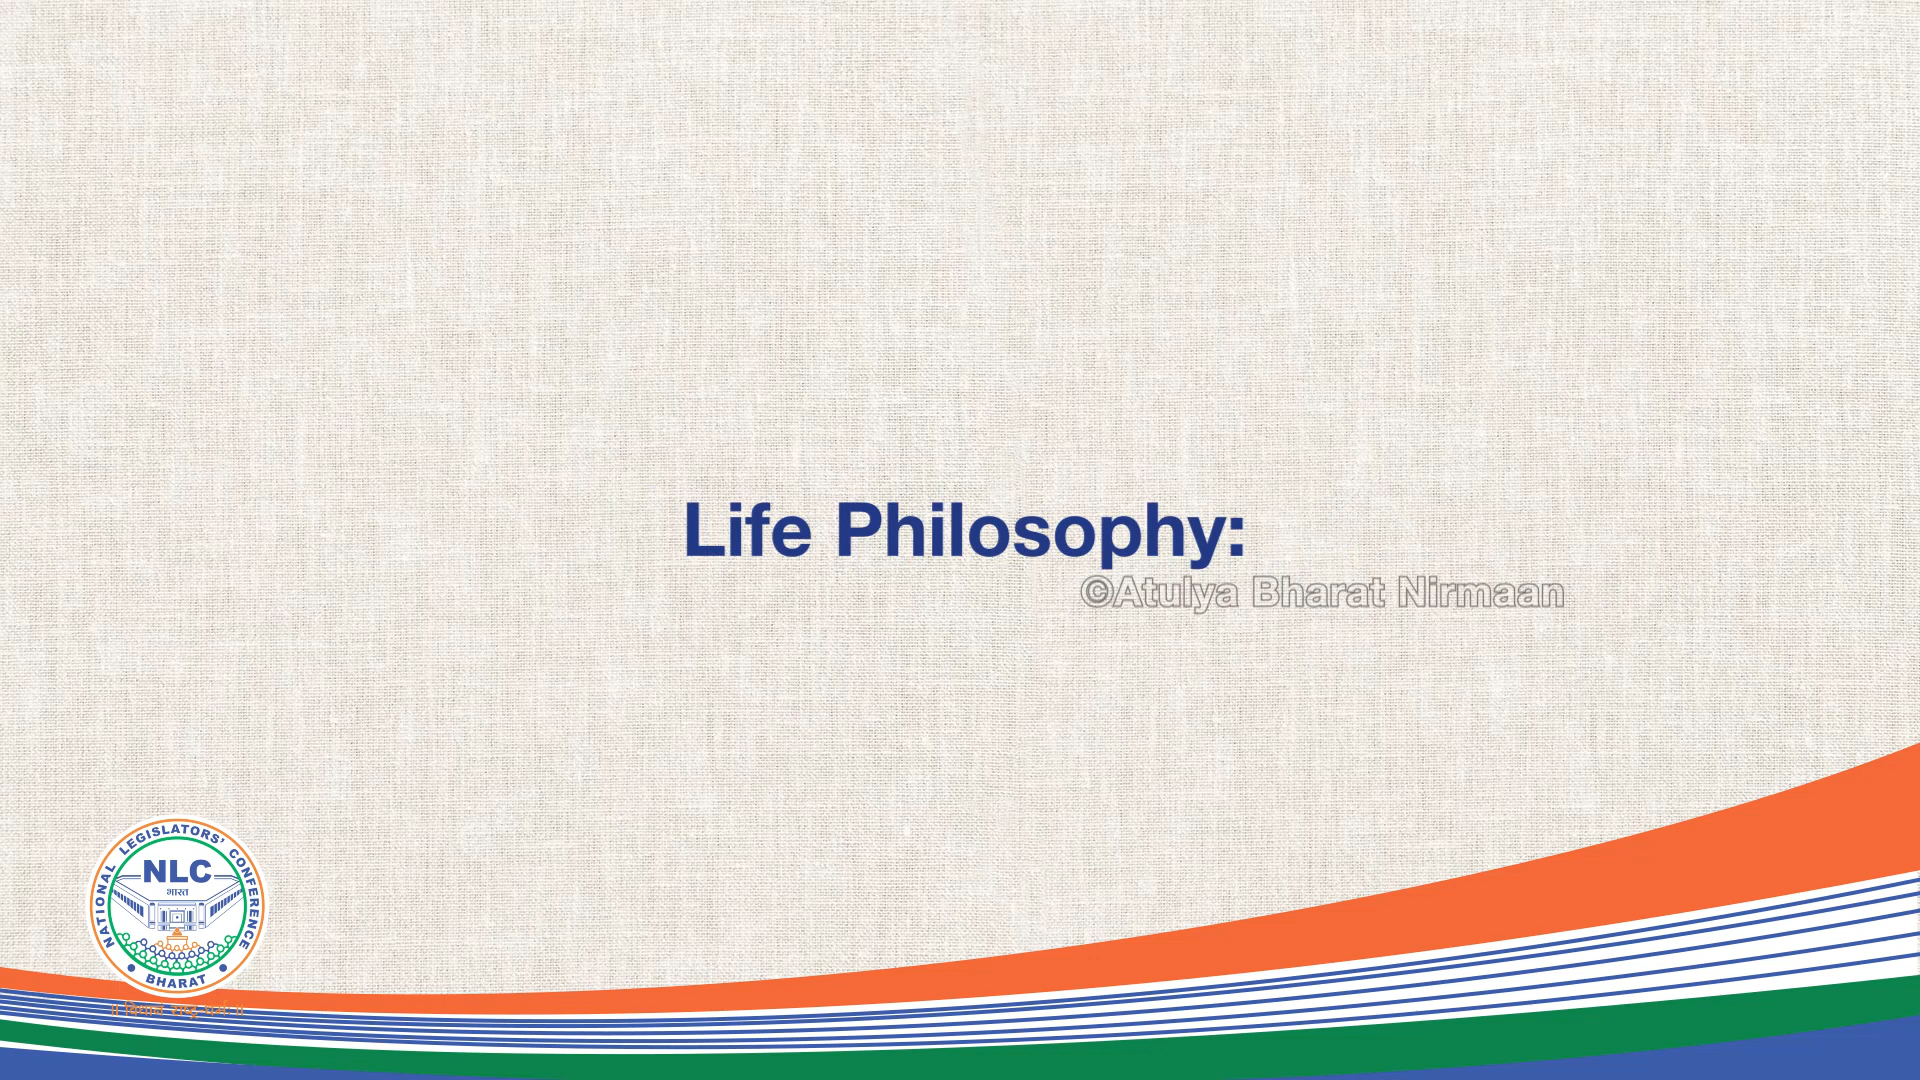 Life Philosophy:
©Atulya Bharat Nirmaan
NATIONAL LEGISLATORS' CONFERENCE
NLC
भारत
BHARAT